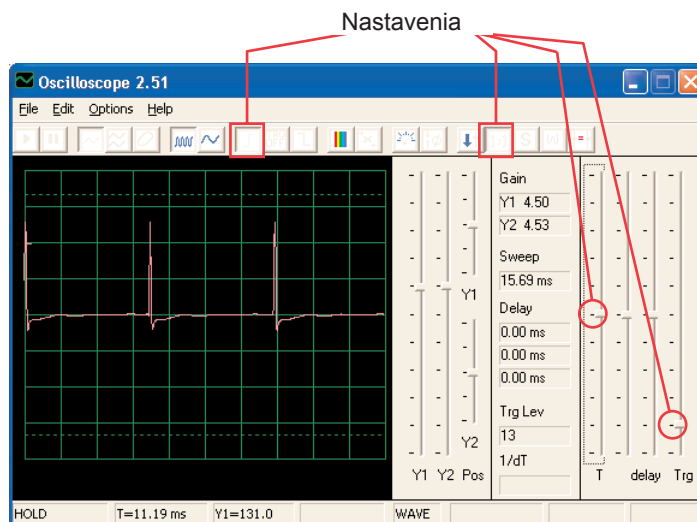 Nastavenia
Oscilloscope 2.51
File Edit Options Help
Gain
Y1 4.50
Y2 4.53
Sweep
15.69 ms
Delay
0.00 ms
0.00 ms
0.00 ms
Trg Lev
13
1/dT
Y1
Y2
Y1 Y2 Pos
T delay Trg
HOLD T=11.19 ms Y1=131.0 WAVE